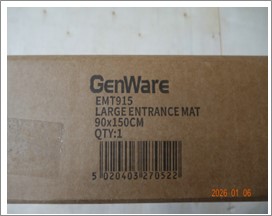 GenWare
EMT915
LARGE ENTRANCE MAT
90x150CM
QTY:1
5 020403 270522
2026 01 06